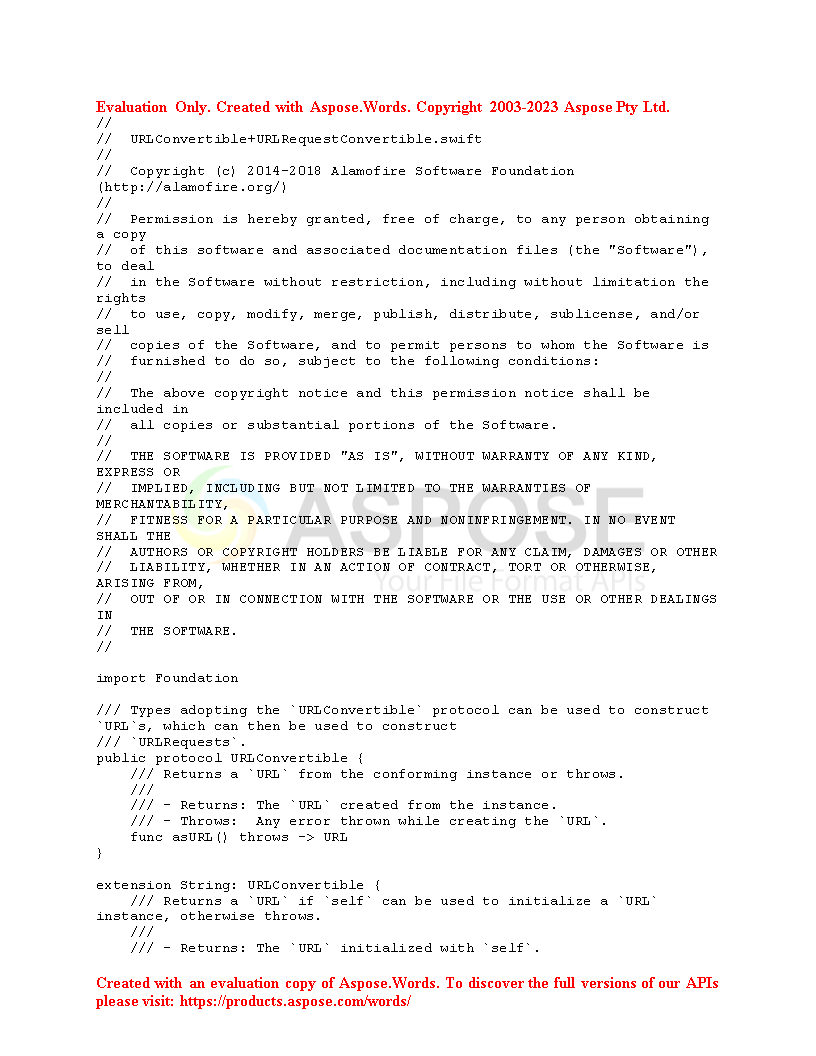 Evaluation Only. Created with Aspose.Words. Copyright 2003-2023 Aspose Pty Ltd.
//
//  URLConvertible+URLRequestConvertible.swift
//
//  Copyright (c) 2014-2018 Alamofire Software Foundation
(http://alamofire.org/)
//
//  Permission is hereby granted, free of charge, to any person obtaining
a copy
//  of this software and associated documentation files (the "Software"),
to deal
//  in the Software without restriction, including without limitation the
rights
//  to use, copy, modify, merge, publish, distribute, sublicense, and/or
sell
//  copies of the Software, and to permit persons to whom the Software is
//  furnished to do so, subject to the following conditions:
//
//  The above copyright notice and this permission notice shall be
included in
//  all copies or substantial portions of the Software.
//
//  THE SOFTWARE IS PROVIDED "AS IS", WITHOUT WARRANTY OF ANY KIND,
EXPRESS OR
//  IMPLIED, INCLUDING BUT NOT LIMITED TO THE WARRANTIES OF
MERCHANTABILITY,
//  FITNESS FOR A PARTICULAR PURPOSE AND NONINFRINGEMENT. IN NO EVENT
SHALL THE
//  AUTHORS OR COPYRIGHT HOLDERS BE LIABLE FOR ANY CLAIM, DAMAGES OR OTHER
//  LIABILITY, WHETHER IN AN ACTION OF CONTRACT, TORT OR OTHERWISE,
ARISING FROM,
//  OUT OF OR IN CONNECTION WITH THE SOFTWARE OR THE USE OR OTHER DEALINGS
IN
//  THE SOFTWARE.
//
ASPOSE
Your File Format APIs
import Foundation
/// Types adopting the `URLConvertible` protocol can be used to construct
`URL`s, which can then be used to construct
/// `URLRequests`.
public protocol URLConvertible {
    /// Returns a `URL` from the conforming instance or throws.
    ///
    /// - Returns: The `URL` created from the instance.
    /// - Throws:  Any error thrown while creating the `URL`.
    func asURL() throws -> URL
}
extension String: URLConvertible {
    /// Returns a `URL` if `self` can be used to initialize a `URL`
instance, otherwise throws.
    ///
    /// - Returns: The `URL` initialized with `self`.
Created with an evaluation copy of Aspose.Words. To discover the full versions of our APIs
please visit: https://products.aspose.com/words/